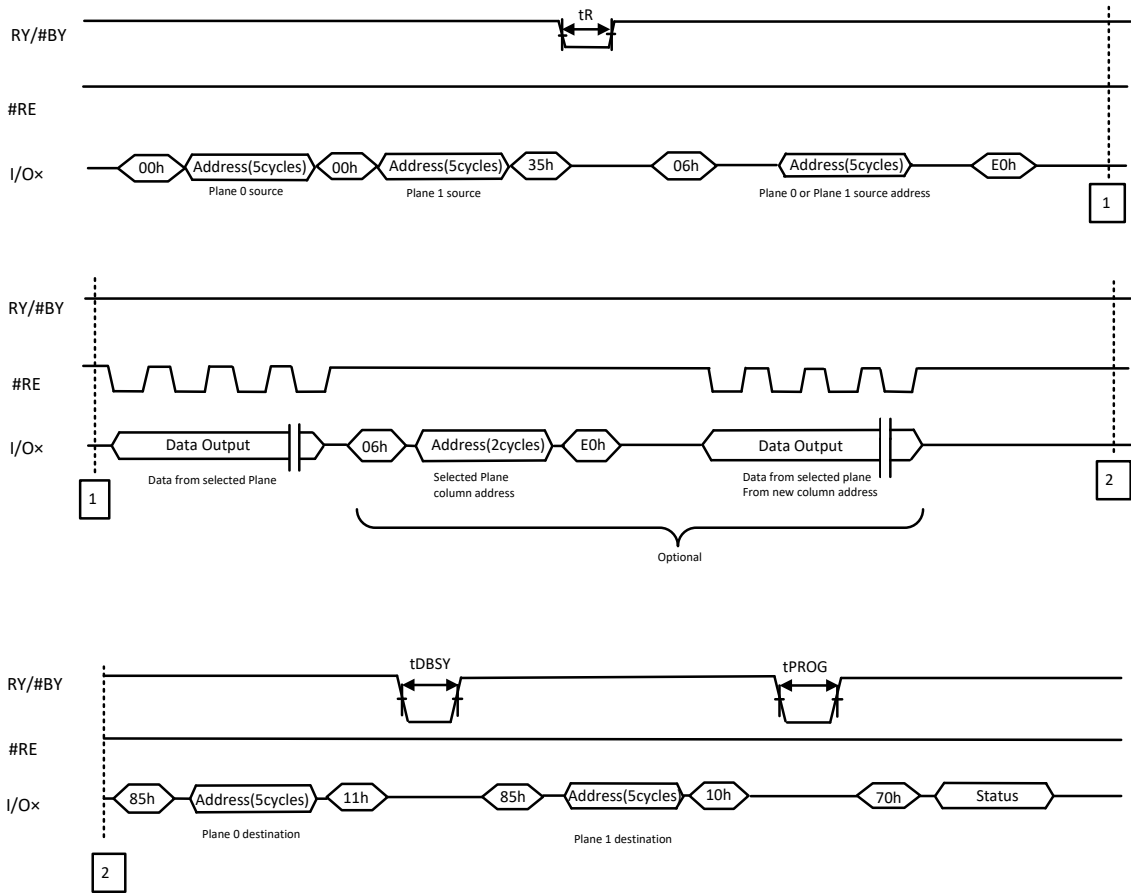 tR
RY/#BY
#RE
I/O×
00h Address(5cycles) 00h Address(5cycles) 35h 06h Address(5cycles) E0h
Plane 0 source Plane 1 source Plane 0 or Plane 1 source address
1
RY/#BY
#RE
I/O×
Data Output 06h Address(2cycles) E0h Data Output
Data from selected Plane
Selected Plane
column address
Data from selected plane
From new column address
1
2
Optional
tDBSY tPROG
RY/#BY
#RE
I/O×
85h Address(5cycles) 11h 85h Address(5cycles) 10h 70h Status
Plane 0 destination Plane 1 destination
2